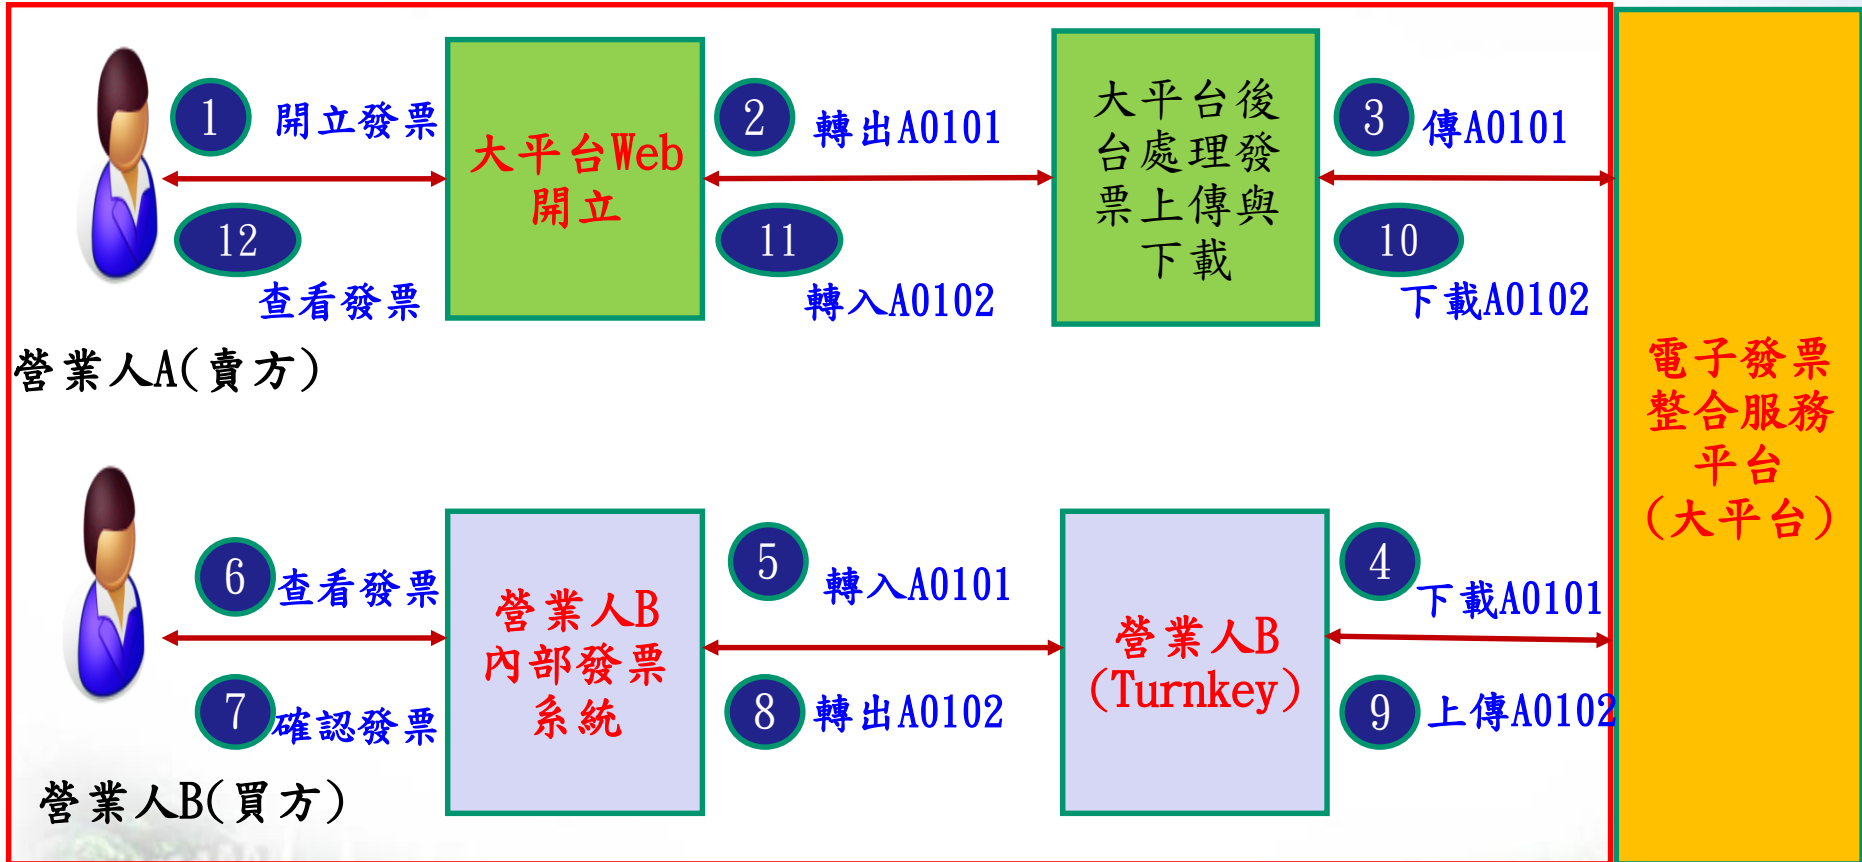 1 開立發票
12
查看發票
營業人A(賣方)
大平台Web
開立
2 轉出A0101
11
轉入A0102
大平台後
台處理發
票上傳與
下載
3 傳A0101
10
下載A0102
電子發票
整合服務
平台
(大平台)
6 查看發票
7 確認發票
營業人B(買方)
營業人B
內部發票
系統
5 轉入A0101
8 轉出A0102
營業人B
(Turnkey)
4 下載A0101
9 上傳A0102